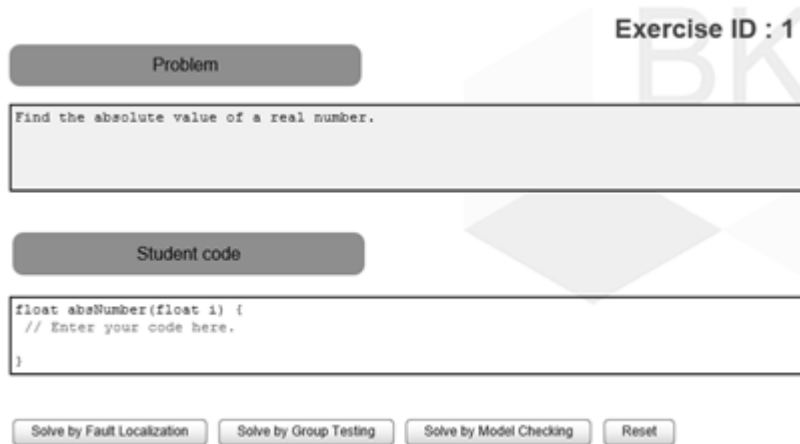 Exercise ID : 1
Problem
Find the absolute value of a real number.
Student code
float absNumber(float i) {
// Enter your code here.
}
Solve by Fault Localization
Solve by Group Testing
Solve by Model Checking
Reset
BK